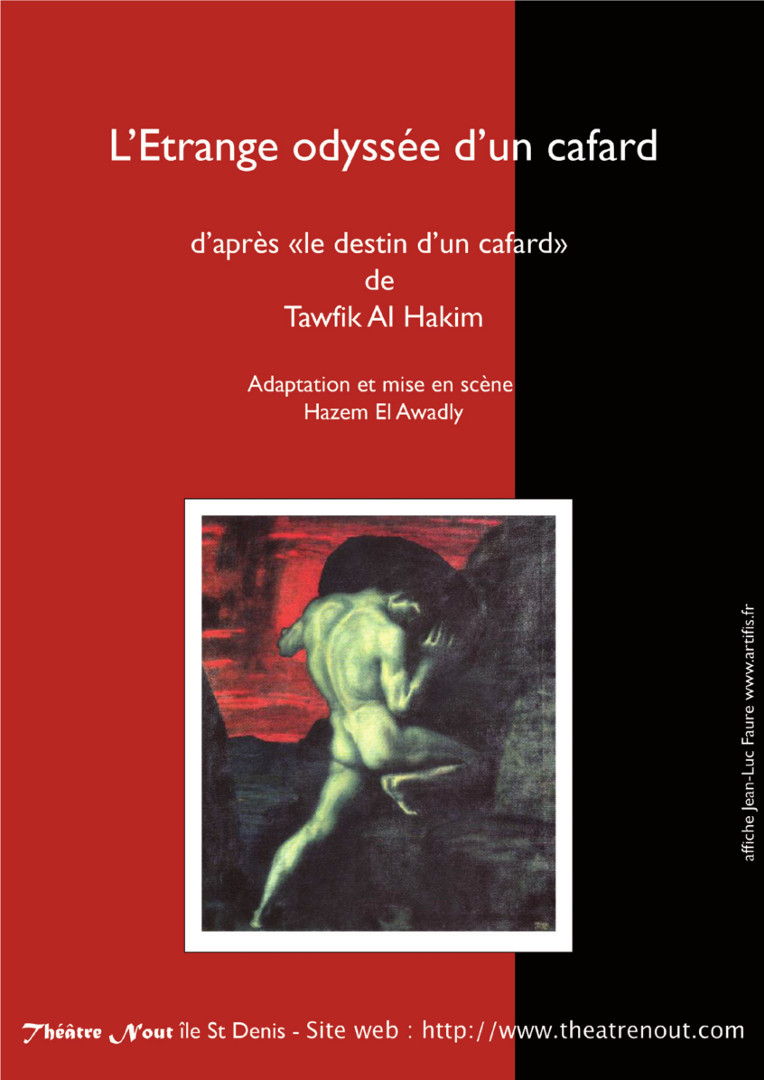 L'Etrange odyssée d'un cafard
d'après «le destin d'un cafard»
de
Tawfik Al Hakim
Adaptation et mise en scène
Hazem El Awadly
affiche Jean-Luc Faure www.artifis.fr
Théâtre Nout île St Denis - Site web : http://www.theatrenout.com